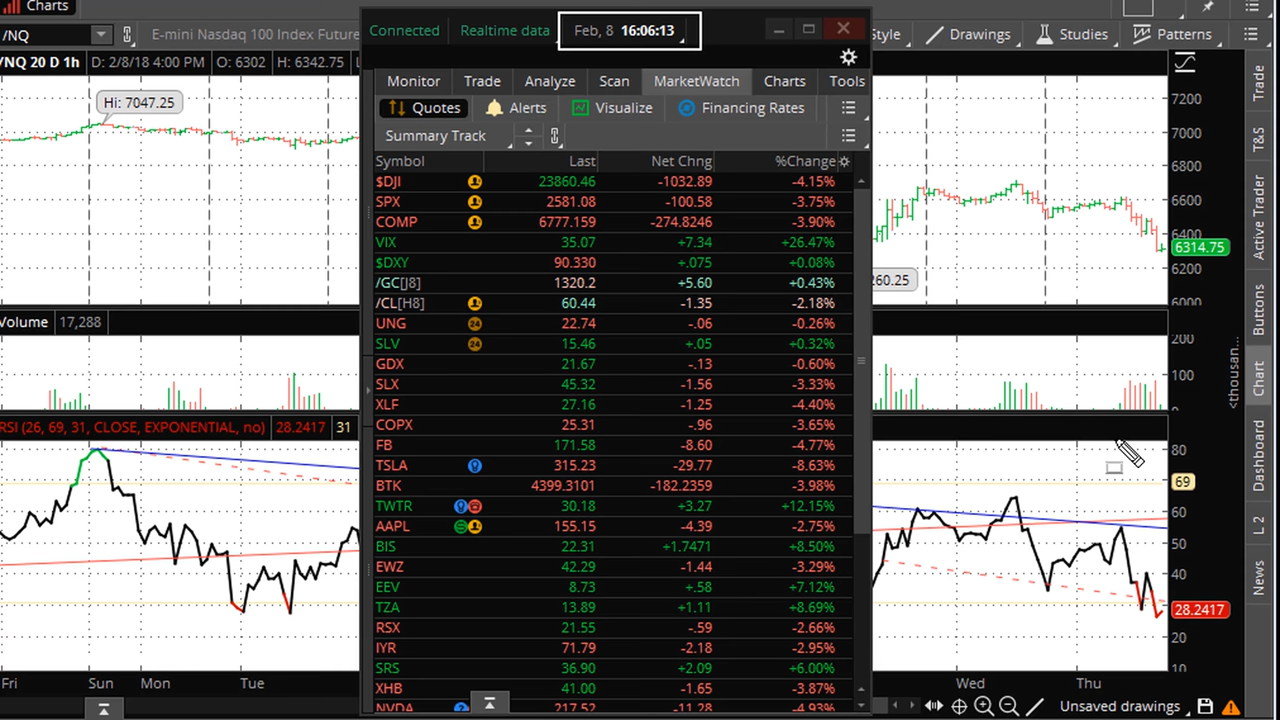 Charts
/NQ
E-mini Nasdaq 100 Index Future
Style
Drawings
Studies
Patterns
/NQ 20 D 1h
D: 2/8/18 4:00 PM
O: 6302
H: 6342.75
Hi: 7047.25
Volume
17,288
RSI (26, 69, 31, CLOSE, EXPONENTIAL, no)
28.2417
31
Fri
Sun
Mon
Tue
Connected
Realtime data
Feb, 8 16:06:13
Monitor
Trade
Analyze
Scan
MarketWatch
Charts
Tools
Quotes
Alerts
Visualize
Financing Rates
Summary Track
Symbol Last Net Chng %Change
$DJI 23860.46 -1032.89 -4.15%
SPX 2581.08 -100.58 -3.75%
COMP 6777.159 -274.8246 -3.90%
VIX 35.07 +7.34 +26.47%
$DXY 90.330 +.075 +0.08%
/GC[J8] 1320.2 +5.60 +0.43%
/CL[H8] 60.44 -1.35 -2.18%
UNG 24 22.74 -.06 -0.26%
SLV 24 15.46 +.05 +0.32%
GDX 21.67 -.13 -0.60%
SLX 45.32 -1.56 -3.33%
XLF 27.16 -1.25 -4.40%
COPX 25.31 -.96 -3.65%
FB 171.58 -8.60 -4.77%
TSLA 315.23 -29.77 -8.63%
BTK 4399.3101 -182.2359 -3.98%
TWTR 30.18 +3.27 +12.15%
AAPL 155.15 -4.39 -2.75%
BIS 22.31 +1.7471 +8.50%
EWZ 42.29 -1.44 -3.29%
EEV 8.73 +.58 +7.12%
TZA 13.89 +1.11 +8.69%
RSX 21.55 -.59 -2.66%
IYR 71.79 -2.18 -2.95%
SRS 36.90 +2.09 +6.00%
XHB 41.00 -1.65 -3.87%
NVDA 217.52 -11.28 -4.93%
7200
7000
6800
6600
6400
6314.75
6200
6000
260.25
200
100
<thousan...
80
69
60
50
40
28.2417
20
10
Wed
Thu
Unsaved drawings
Trade
T&S
Active Trader
Buttons
Chart
Dashboard
L 2
News